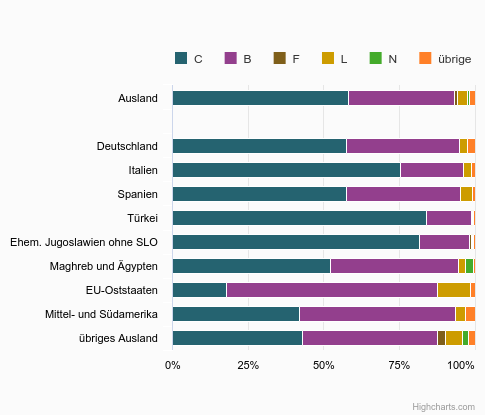 C B F L N übrige
Ausland
Deutschland
Italien
Spanien
Türkei
Ehem. Jugoslawien ohne SLO
Maghreb und Ägypten
EU-Oststaaten
Mittel- und Südamerika
übriges Ausland
0% 25% 50% 75% 100%
Highcharts.com